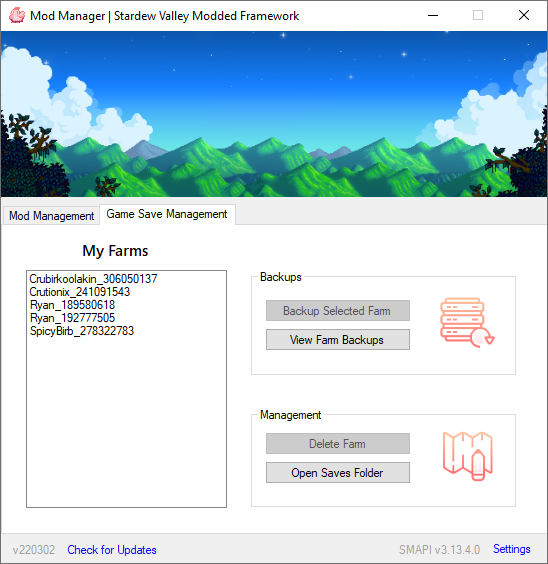 Mod Manager | Stardew Valley Modded Framework
Mod Management
Game Save Management
My Farms
Crubirkoolakin_306050137
Crutionix_241091543
Ryan_189580618
Ryan_192777505
SpicyBirb_278322783
Backups
Backup Selected Farm
View Farm Backups
Management
Delete Farm
Open Saves Folder
v220302
Check for Updates
SMAPI v3.13.4.0
Settings